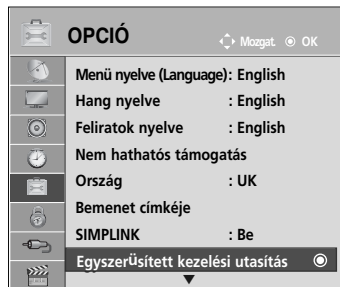 OPCIÓ
Mozgat. OK
Menü nyelve (Language): English
Hang nyelve : English
Feliratok nyelve : English
Nem hathatós támogatás
Ország : UK
Bemenet címkéje
SIMPLINK : Be
Egyszerüsített kezelési utasítás